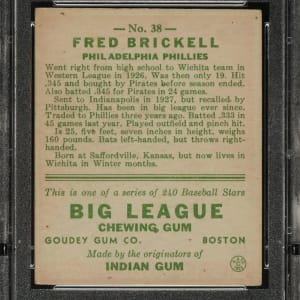 — No. 38 —
FRED BRICKELL
PHILADELPHIA PHILLIES
Went right from high school to Wichita team in
Western League in 1926. Was then only 19. Hit
.345 and bought by Pirates before season ended.
Also batted .345 for Pirates in 24 games.
Sent to Indianapolis in 1927, but recalled by
Pittsburgh. Has been in big league ever since.
Traded to Phillies three years ago. Batted .333 in
45 games last year. Played outfield and pinch hit.
Is 25, five feet, seven inches in height, weighs
160 pounds. Bats left-handed, but throws right-
handed.
Born at Saffordville, Kansas, but now lives in
Wichita in Winter months.
This is one of a series of 240 Baseball Stars
BIG LEAGUE
CHEWING GUM
GOUDEY GUM CO. BOSTON
Made by the originators of
INDIAN GUM